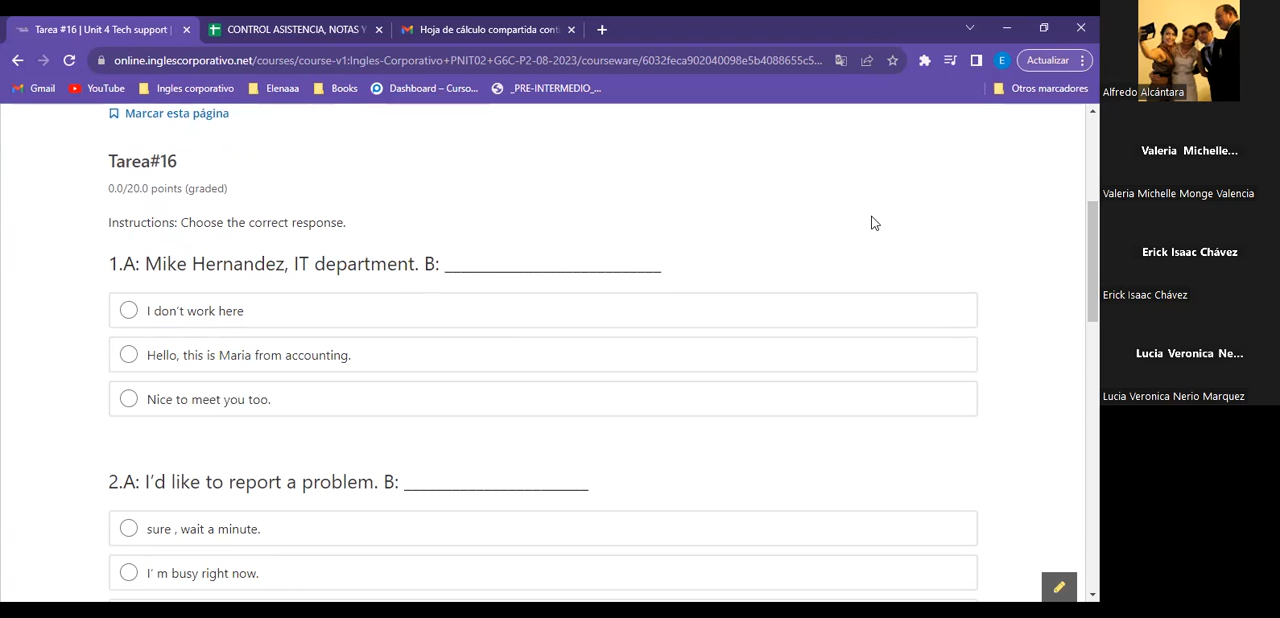 Tarea #16 | Unit 4 Tech support |
CONTROL ASISTENCIA, NOTAS Y
Hoja de cálculo compartida cont
online.inglescorporativo.net/courses/course-v1:Ingles-Corporativo+PNIT02+G6C-P2-08-2023/courseware/6032feca902040098e5b4088655c5...
E
Actualizar
Gmail
YouTube
Ingles corporativo
Elenaaa
Books
Dashboard – Curso...
_PRE-INTERMEDIO_...
Otros marcadores
Marcar esta página
Tarea#16
0.0/20.0 points (graded)
Instructions: Choose the correct response.
1.A: Mike Hernandez, IT department. B: ___________________________
I don't work here
Hello, this is Maria from accounting.
Nice to meet you too.
2.A: I'd like to report a problem. B: _______________________
sure , wait a minute.
I' m busy right now.
Alfredo Alcántara
Valeria Michelle...
Valeria Michelle Monge Valencia
Erick Isaac Chávez
Erick Isaac Chávez
Lucia Veronica Ne...
Lucia Veronica Nerio Marquez